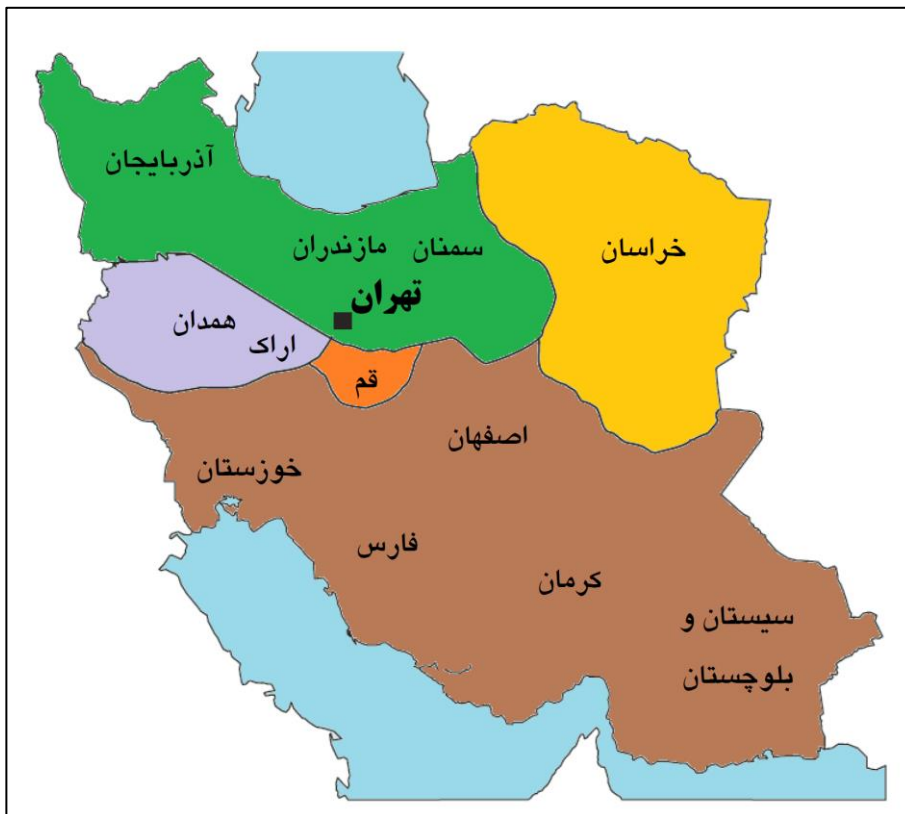 آذربایجان
سمنان مازندران
خراسان
تهران
همدان
اراک
قم
اصفهان
خوزستان
فارس
کرمان
سیستان و
بلوچستان